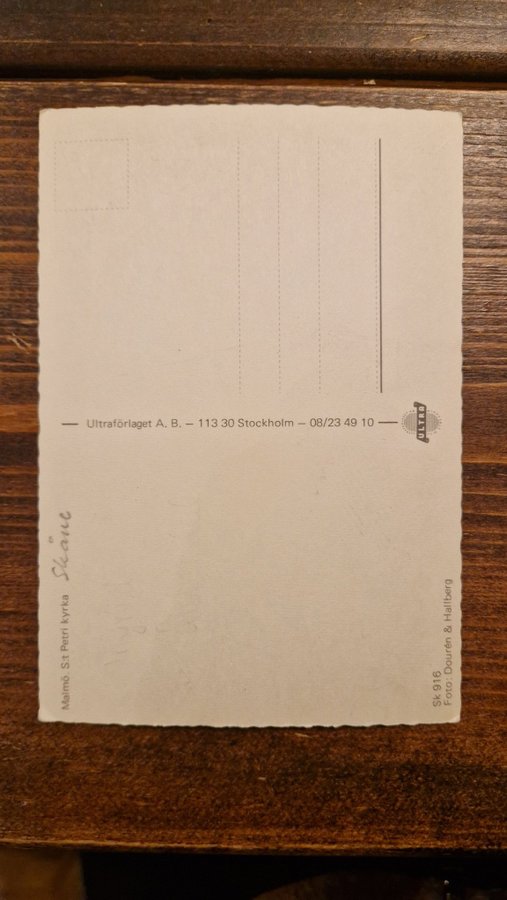 Malmö S:t Petri kyrka Skåne
— Ultraförlaget A. B. — 113 30 Stockholm — 08/23 49 10 —
ULTRA
Sk 916
Foto: Dourén & Hallberg